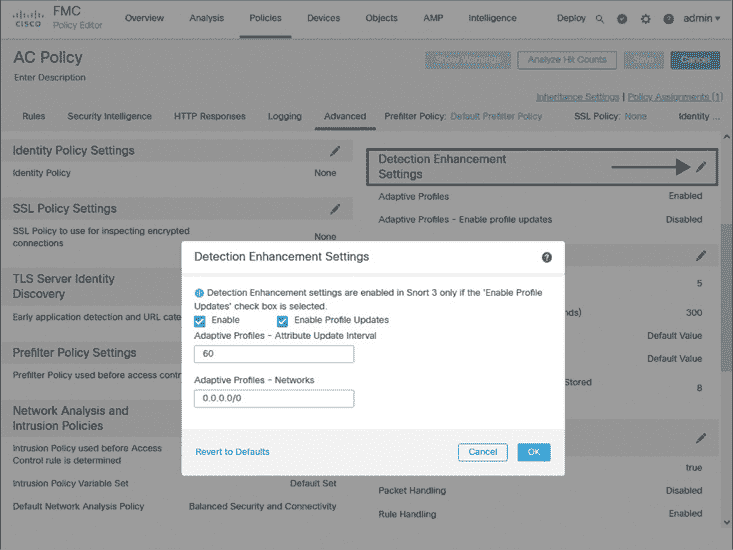 CISCO
FMC
Policy Editor
Overview
Analysis
Policies
Devices
Objects
AMP
Intelligence
Deploy
admin
AC Policy
Enter Description
Show Warnings
Analyze Hit Counts
Save
Cancel
Inheritance Settings | Policy Assignments (1)
Rules
Security Intelligence
HTTP Responses
Logging
Advanced
Prefilter Policy: Default Prefilter Policy
SSL Policy: None
Identity ...
Identity Policy Settings
Identity Policy None
SSL Policy Settings
SSL Policy to use for inspecting encrypted
connections None
TLS Server Identity
Discovery
Early application detection and URL cate
Prefilter Policy Settings
Prefilter Policy used before access contr
Network Analysis and
Intrusion Policies
Intrusion Policy used before Access
Control rule is determined
Intrusion Policy Variable Set Default Set
Default Network Analysis Policy Balanced Security and Connectivity
Detection Enhancement
Settings
Adaptive Profiles Enabled
Adaptive Profiles - Enable profile updates Disabled
5
nds) 300
Default Value
Default Value
Stored
8
true
Packet Handling Disabled
Rule Handling Enabled
Detection Enhancement Settings
Detection Enhancement settings are enabled in Snort 3 only if the 'Enable Profile
Updates' check box is selected.
Enable Enable Profile Updates
Adaptive Profiles - Attribute Update Interval
60
Adaptive Profiles - Networks
0.0.0.0/0
Revert to Defaults
Cancel
OK